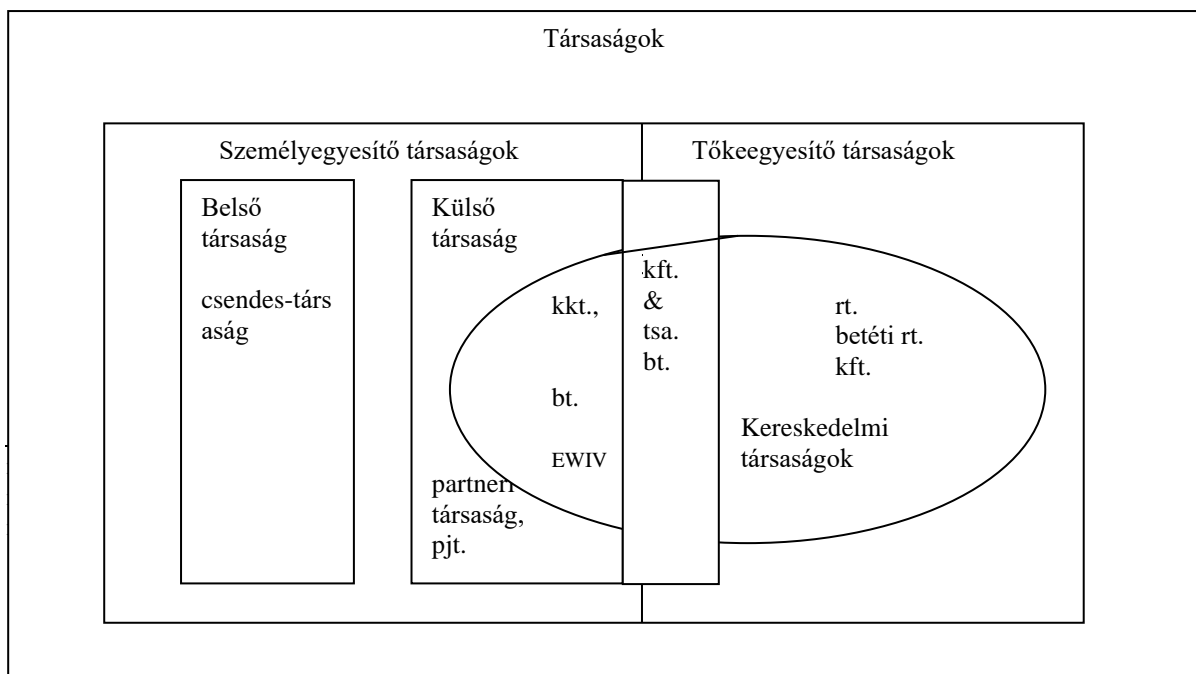 Társaságok
Személyegyesítő társaságok
Tőkeegyesítő társaságok
Belső
társaság
csendes-társ
aság
Külső
társaság
kkt.,
bt.
EWIV
partneri
társaság,
pjt.
kft.
&
tsa.
bt.
rt.
betéti rt.
kft.
Kereskedelmi
társaságok